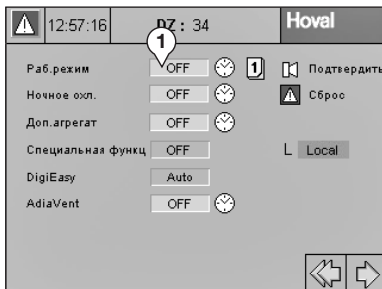 12:57:16 DZ : 34 Hoval
1
Раб.режим OFF 1 Подтвердить
Ночное охл. OFF Сброс
Доп.агрегат OFF
Специальная функц OFF L Local
DigiEasy Auto
AdiaVent OFF